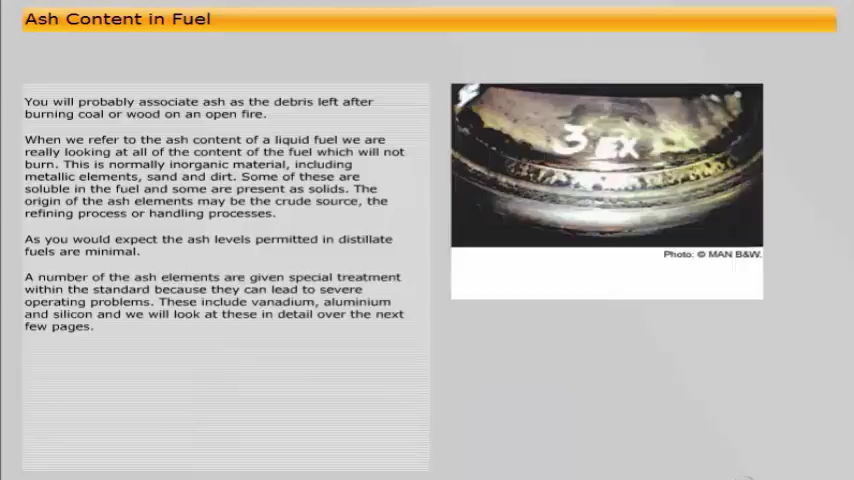 Ash Content in Fuel
You will probably associate ash as the debris left after
burning coal or wood on an open fire.
When we refer to the ash content of a liquid fuel we are
really looking at all of the content of the fuel which will not
burn. This is normally inorganic material, including
metallic elements, sand and dirt. Some of these are
soluble in the fuel and some are present as solids. The
origin of the ash elements may be the crude source, the
refining process or handling processes.
As you would expect the ash levels permitted in distillate
fuels are minimal.
A number of the ash elements are given special treatment
within the standard because they can lead to severe
operating problems. These include vanadium, aluminium
and silicon and we will look at these in detail over the next
few pages.
3 EX
Photo: © MAN B&W.